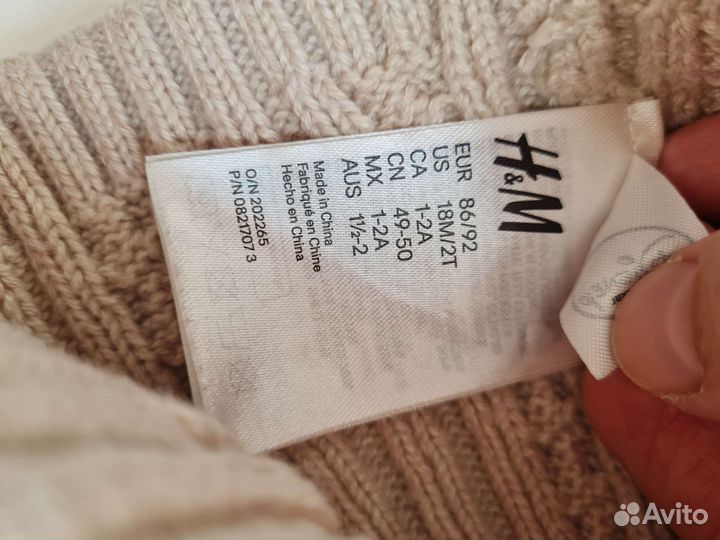 H&M
EUR 86/92
US 18M/2T
CA 1-2A
CN 49-50
MX 1-2A
AUS 1½-2
Made in China
Fabriqué en Chine
Hecho en China
O/N 202265
P/N 0821707 3
Avito